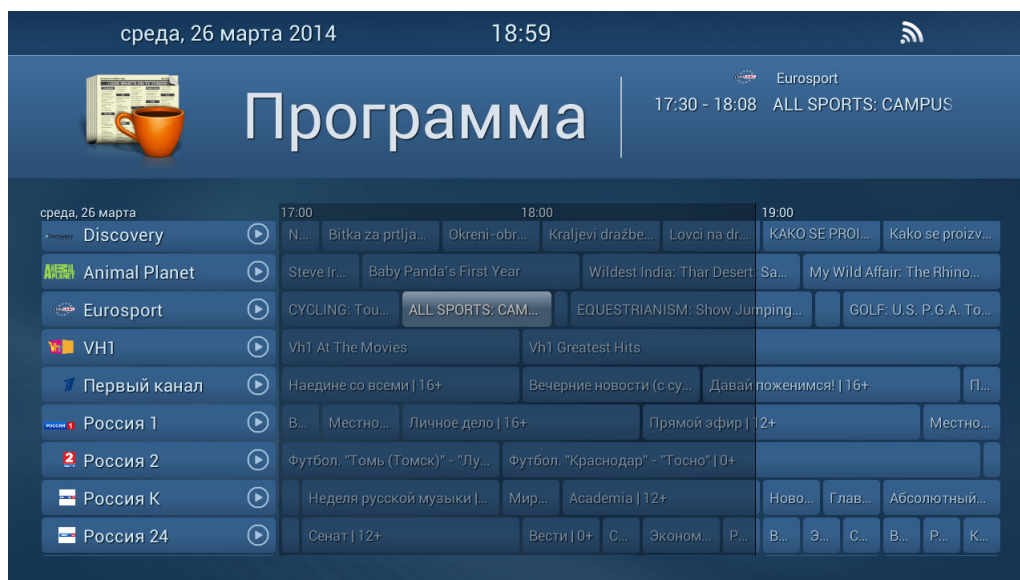 среда, 26 марта 2014 18:59
Eurosport
Программа 17:30 - 18:08 ALL SPORTS: CAMPUS
среда, 26 марта 17:00 18:00 19:00
Discovery N... Bitka za prtlja... Okreni-obr... Kraljevi dražbe... Lovci na dr... KAKO SE PROI... Kako se proizv...
Animal Planet Steve Ir... Baby Panda's First Year Wildest India: Thar Desert: Sa... My Wild Affair: The Rhino...
Eurosport CYCLING: Tou... ALL SPORTS: CAM... EQUESTRIANISM: Show Jumping... GOLF: U.S. P.G.A. To...
VH1 Vh1 At The Movies Vh1 Greatest Hits
Первый канал Наедине со всеми | 16+ Вечерние новости (с су... Давай поженимся! | 16+ П...
Россия 1 В... Местно... Личное дело | 16+ Прямой эфир | 12+ Местно...
Россия 2 Футбол. "Томь (Томск)" - "Лу... Футбол. "Краснодар" - "Тосно" | 0+
Россия К Неделя русской музыки |... Мир... Academia | 12+ Ново... Глав... Абсолютный...
Россия 24 Сенат | 12+ Вести | 0+ С... Эконом... Р... В... Э... С... В... Р... К...